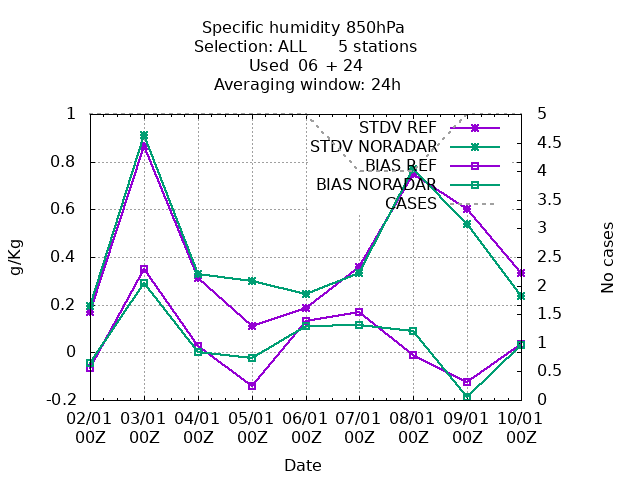 Specific humidity 850hPa
Selection: ALL      5 stations
Used  06 + 24
Averaging window: 24h
STDV REF
STDV NORADAR
BIAS REF
BIAS NORADAR
CASES
g/Kg
1
0.8
0.6
0.4
0.2
0
-0.2
5
4.5
4
3.5
3
2.5
2
1.5
1
0.5
0
No cases
02/01 03/01 04/01 05/01 06/01 07/01 08/01 09/01 10/01
00Z 00Z 00Z 00Z 00Z 00Z 00Z 00Z 00Z
Date